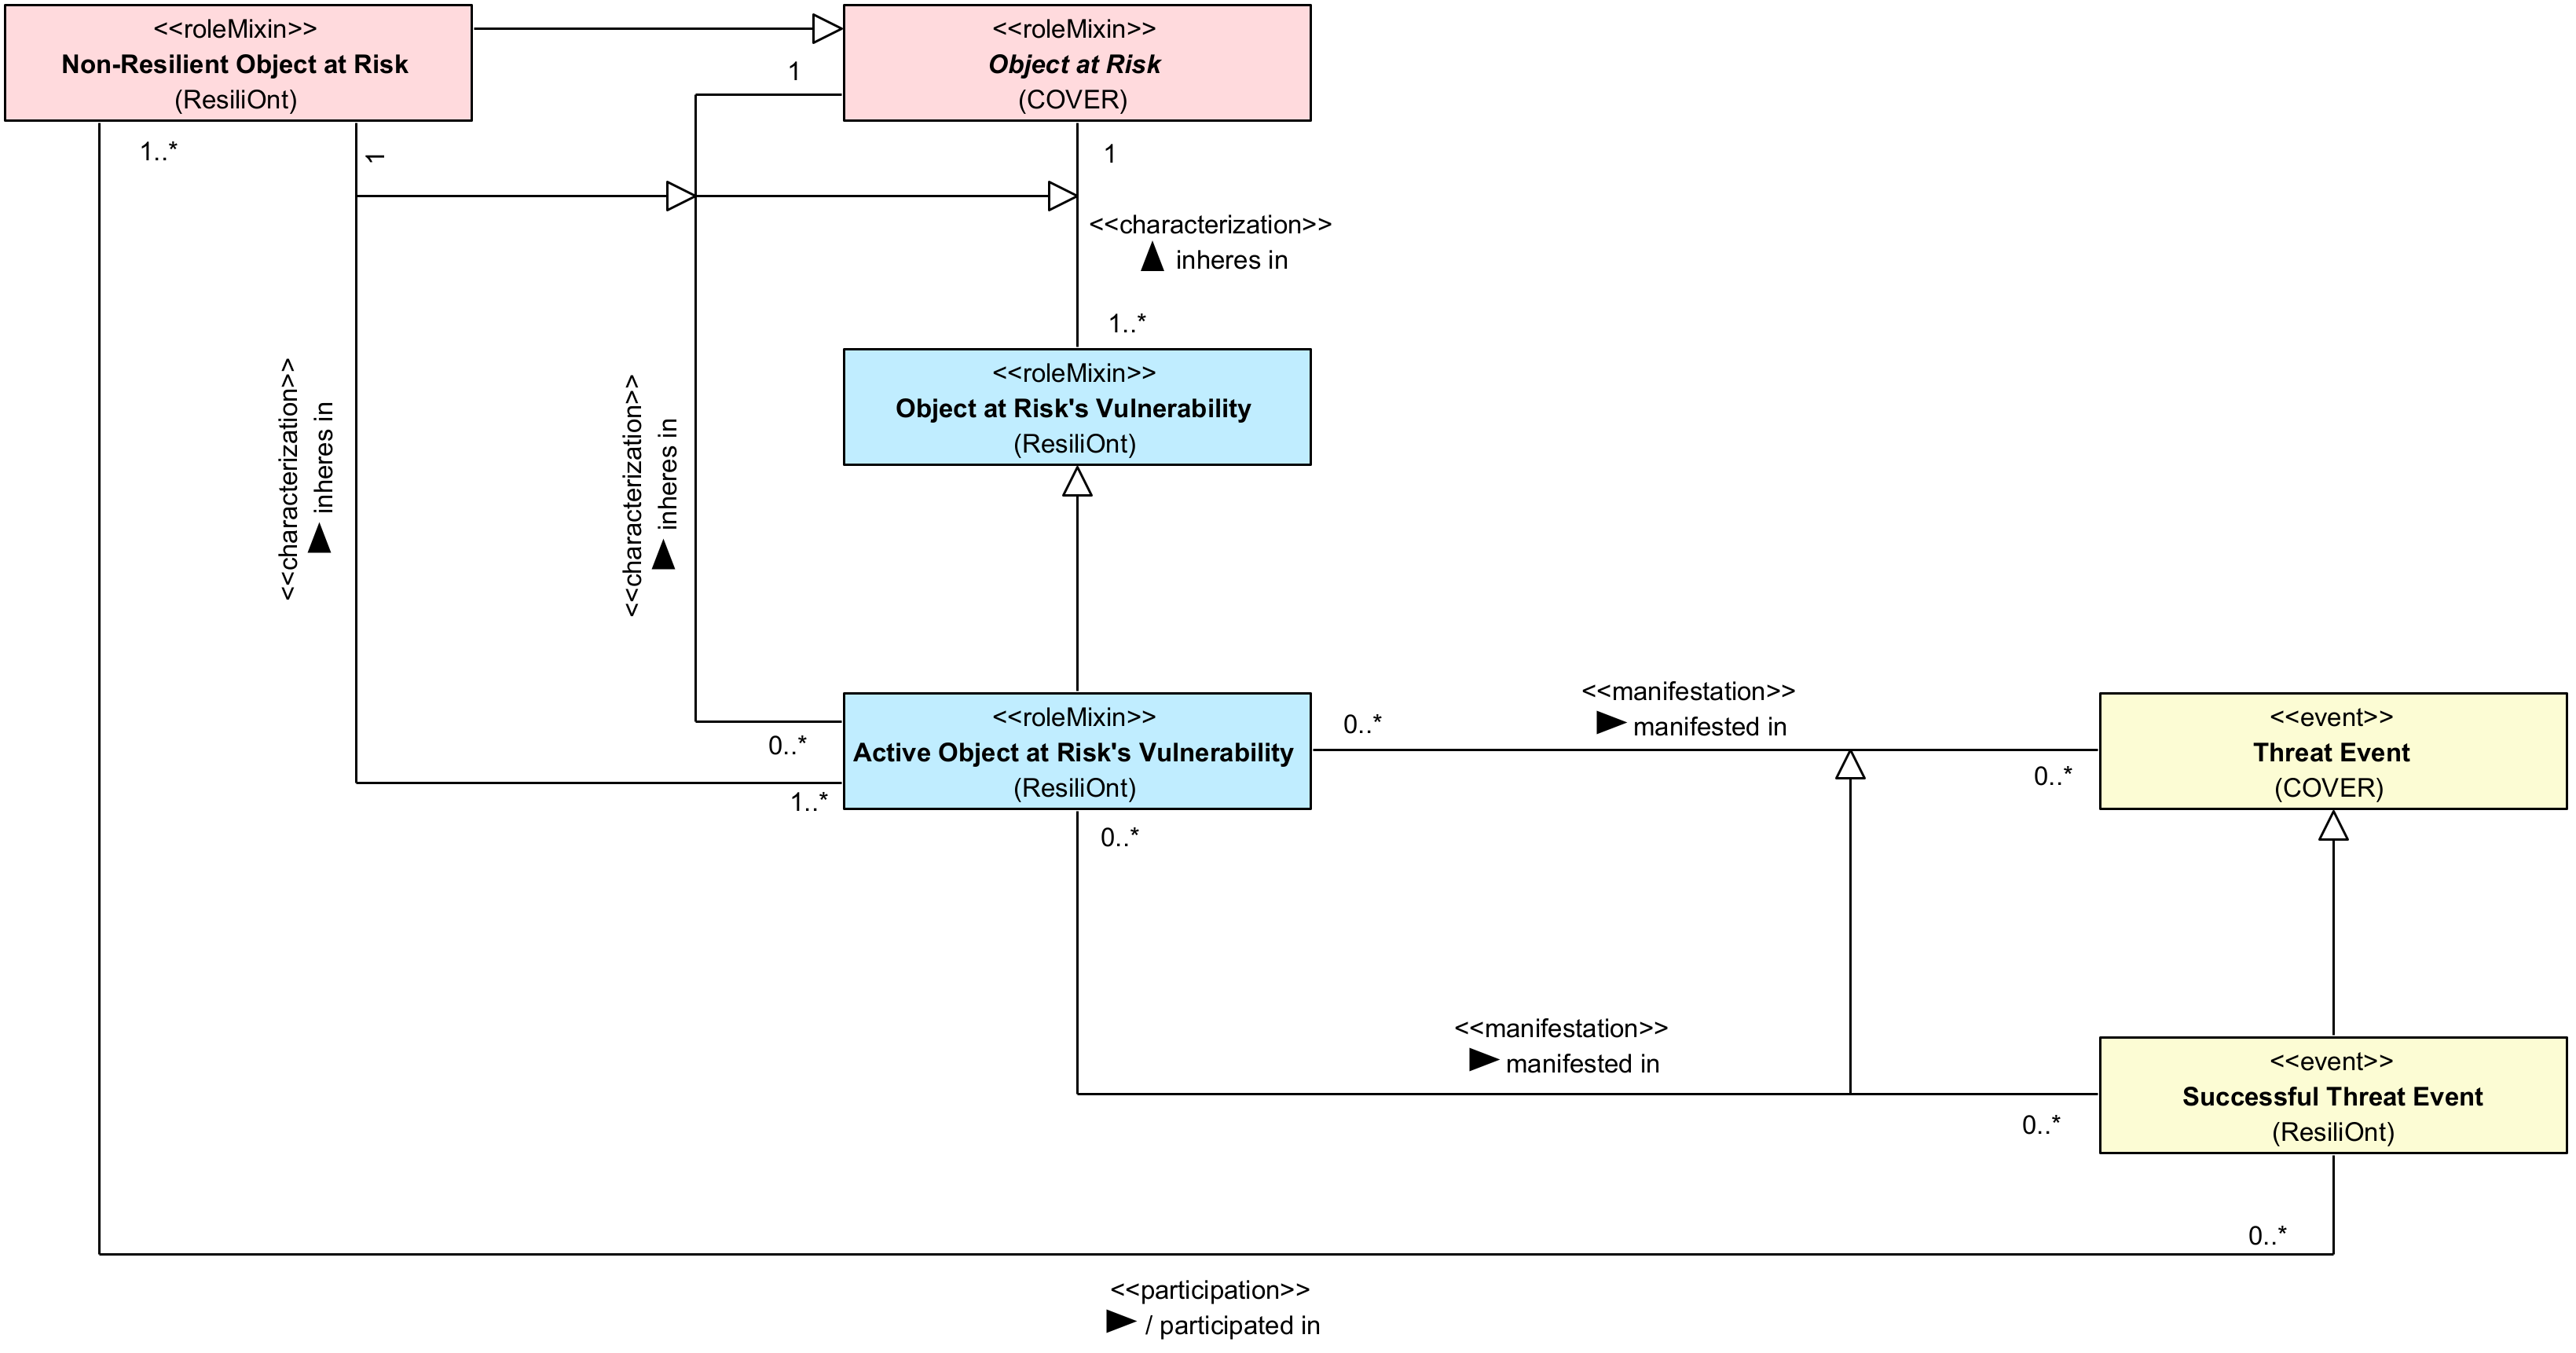 <<roleMixin>>
Non-Resilient Object at Risk
(ResiliOnt)
<<roleMixin>>
Object at Risk
(COVER)
1
1..*
1
1
<<characterization>>
inheres in
1..*
<<roleMixin>>
Object at Risk's Vulnerability
(ResiliOnt)
<<characterization>>
inheres in
<<characterization>>
inheres in
<<roleMixin>>
Active Object at Risk's Vulnerability
(ResiliOnt)
0..*
1..*
0..*
0..*
<<manifestation>>
manifested in
0..*
<<event>>
Threat Event
(COVER)
<<manifestation>>
manifested in
0..*
<<event>>
Successful Threat Event
(ResiliOnt)
0..*
<<participation>>
/ participated in